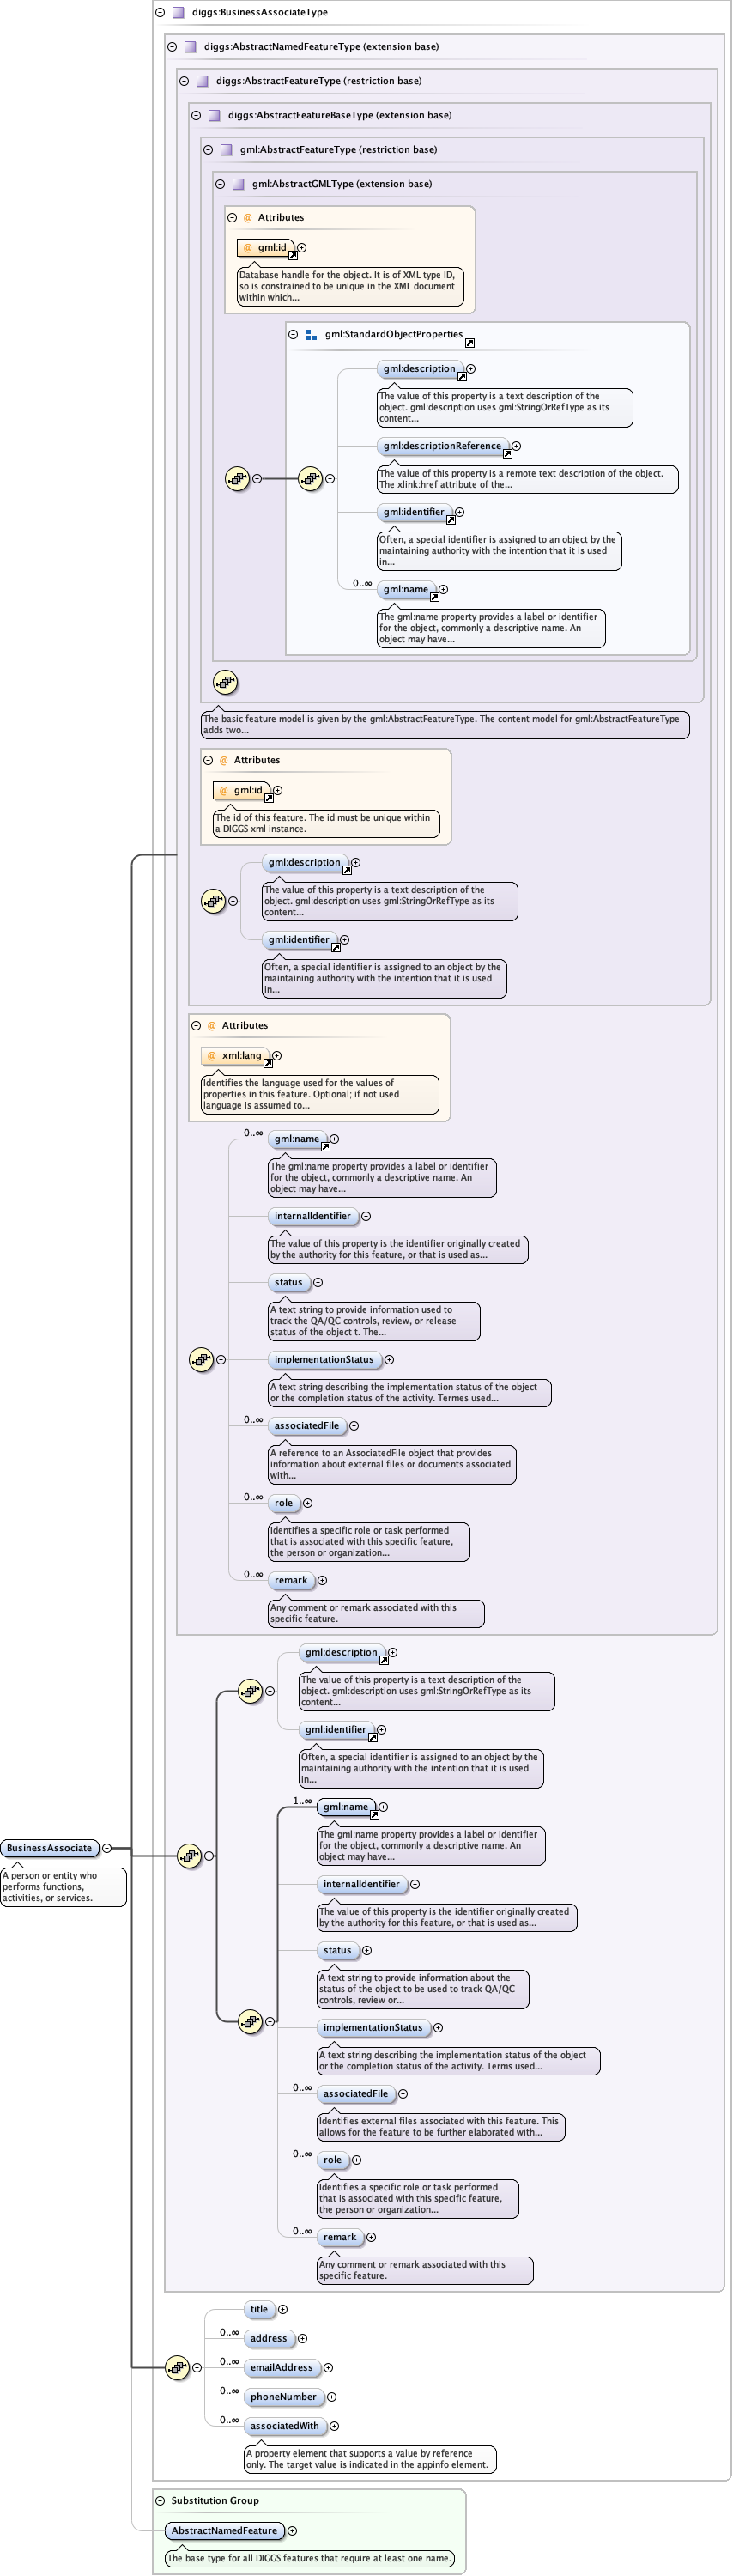 diggs:BusinessAssociateType
diggs:AbstractNamedFeatureType (extension base)
diggs:AbstractFeatureType (restriction base)
diggs:AbstractFeatureBaseType (extension base)
gml:AbstractFeatureType (restriction base)
gml:AbstractGMLType (extension base)
@ Attributes
@ gml:id
Database handle for the object. It is of XML type ID,
so is constrained to be unique in the XML document
within which...
gml:StandardObjectProperties
gml:description
The value of this property is a text description of the
object. gml:description uses gml:StringOrRefType as its
content...
gml:descriptionReference
The value of this property is a remote text description of the object.
The xlink:href attribute of the...
gml:identifier
Often, a special identifier is assigned to an object by the
maintaining authority with the intention that it is used
in...
0..∞
gml:name
The gml:name property provides a label or identifier
for the object, commonly a descriptive name. An
object may have...
The basic feature model is given by the gml:AbstractFeatureType. The content model for gml:AbstractFeatureType
adds two...
@ Attributes
@ gml:id
The id of this feature. The id must be unique within
a DIGGS xml instance.
gml:description
The value of this property is a text description of the
object. gml:description uses gml:StringOrRefType as its
content...
gml:identifier
Often, a special identifier is assigned to an object by the
maintaining authority with the intention that it is used
in...
@ Attributes
@ xml:lang
Identifies the language used for the values of
properties in this feature. Optional; if not used
language is assumed to...
0..∞
gml:name
The gml:name property provides a label or identifier
for the object, commonly a descriptive name. An
object may have...
internalIdentifier
The value of this property is the identifier originally created
by the authority for this feature, or that is used as...
status
A text string to provide information used to
track the QA/QC controls, review, or release
status of the object t. The...
implementationStatus
A text string describing the implementation status of the object
or the completion status of the activity. Termes used...
0..∞
associatedFile
A reference to an AssociatedFile object that provides
information about external files or documents associated
with...
0..∞
role
Identifies a specific role or task performed
that is associated with this specific feature,
the person or organization...
0..∞
remark
Any comment or remark associated with this
specific feature.
gml:description
The value of this property is a text description of the
object. gml:description uses gml:StringOrRefType as its
content...
gml:identifier
Often, a special identifier is assigned to an object by the
maintaining authority with the intention that it is used
in...
1..∞
gml:name
The gml:name property provides a label or identifier
for the object, commonly a descriptive name. An
object may have...
BusinessAssociate
A person or entity who
performs functions,
activities, or services.
internalIdentifier
The value of this property is the identifier originally created
by the authority for this feature, or that is used as...
status
A text string to provide information about the
status of the object to be used to track QA/QC
controls, review or...
implementationStatus
A text string describing the implementation status of the object
or the completion status of the activity. Terms used...
0..∞
associatedFile
Identifies external files associated with this feature. This
allows for the feature to be further elaborated with...
0..∞
role
Identifies a specific role or task performed
that is associated with this specific feature,
the person or organization...
0..∞
remark
Any comment or remark associated with this
specific feature.
title
0..∞
address
0..∞
emailAddress
0..∞
phoneNumber
0..∞
associatedWith
A property element that supports a value by reference
only. The target value is indicated in the appinfo element.
Substitution Group
AbstractNamedFeature
The base type for all DIGGS features that require at least one name.